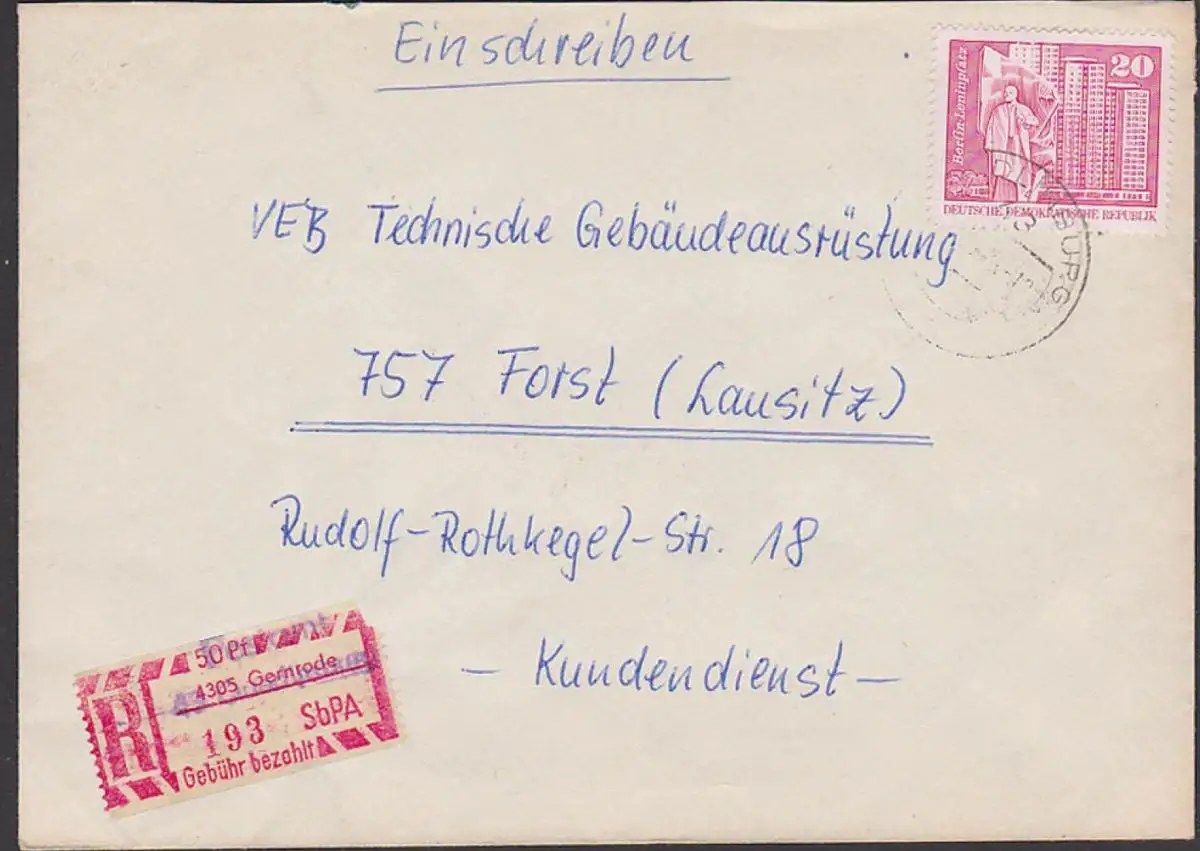 Einschreiben
20
Berlin-Leninplatz
DEUTSCHE DEMOKRATISCHE REPUBLIK
BURG
VEB Technische Gebäudeausrüstung
757 Forst (Lausitz)
Rudolf-Rothkegel-Str. 18
- Kundendienst -
50 Pf
4305 Gernrode
R
193 SbPA
Gebühr bezahlt